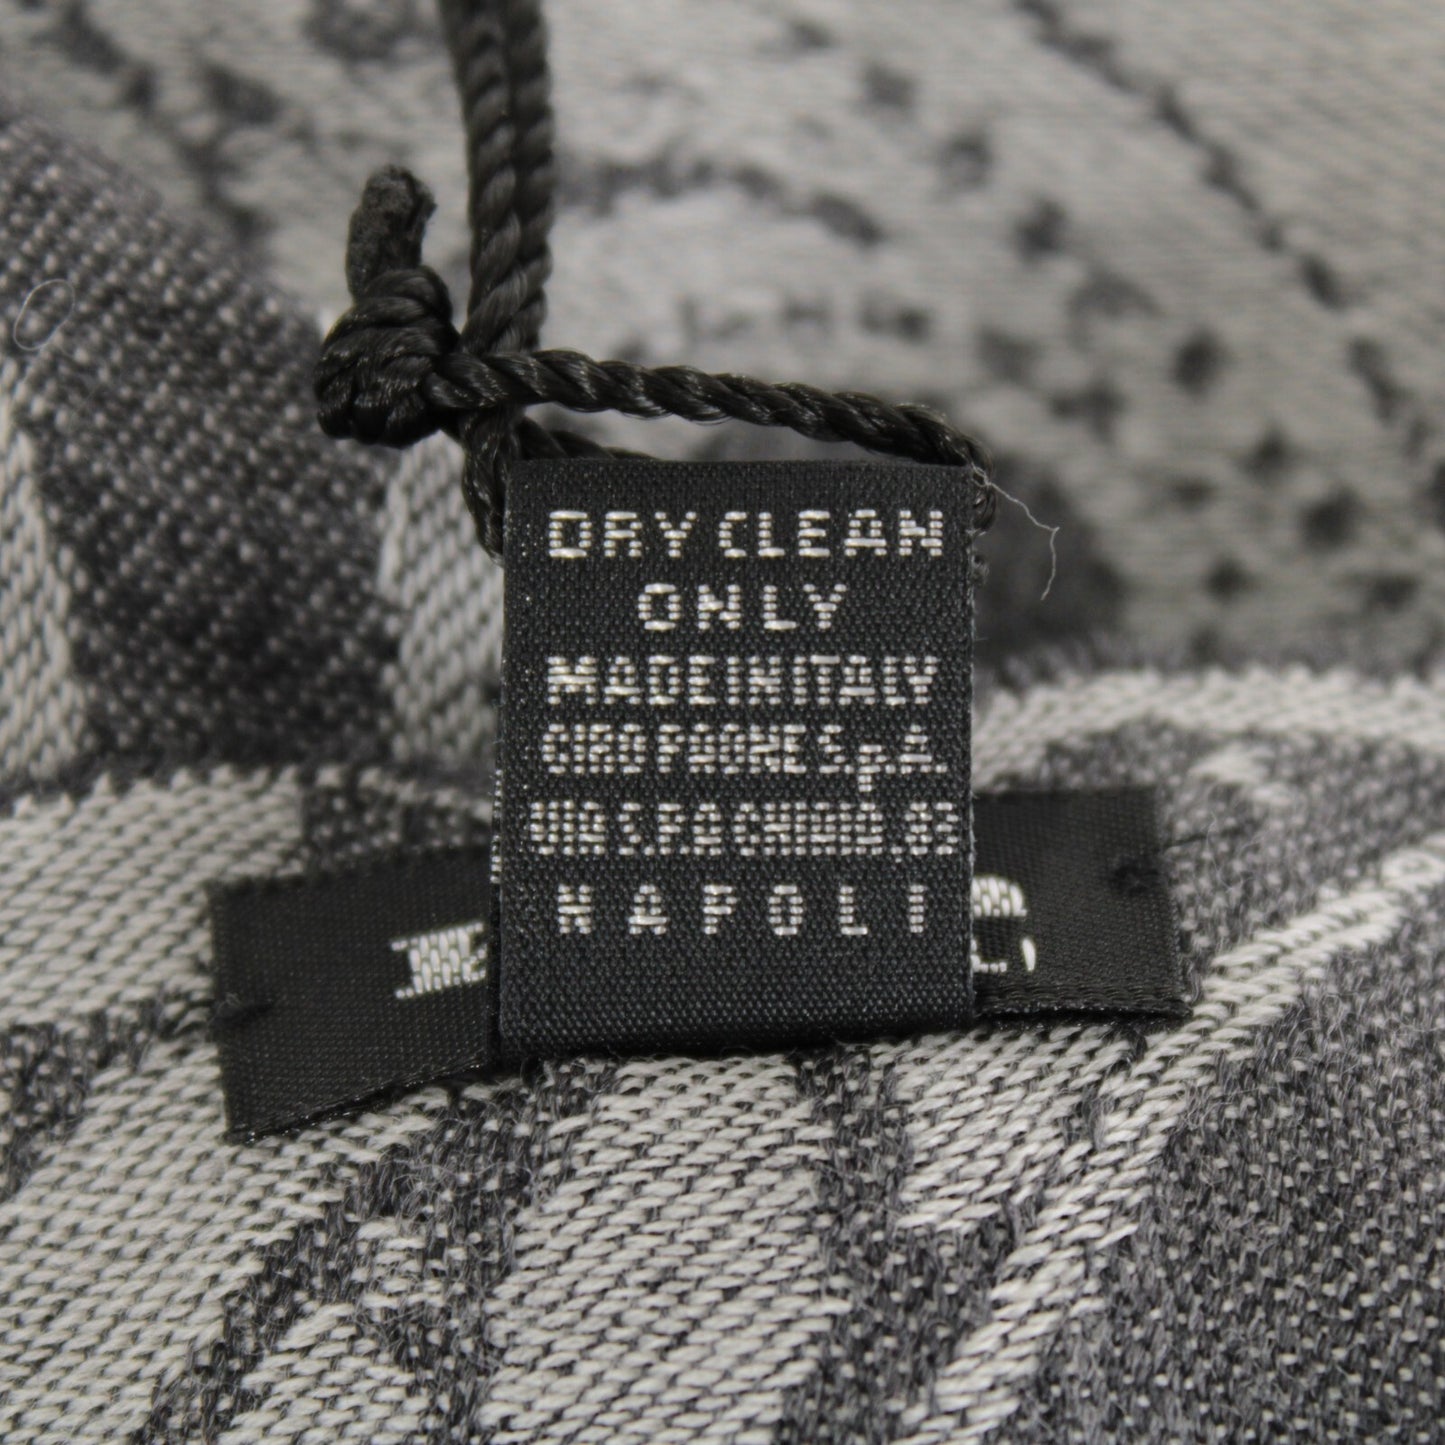 DRY CLEAN
ONLY
MADE IN ITALY
CIRO PAONE S.p.A.
NAPOLI